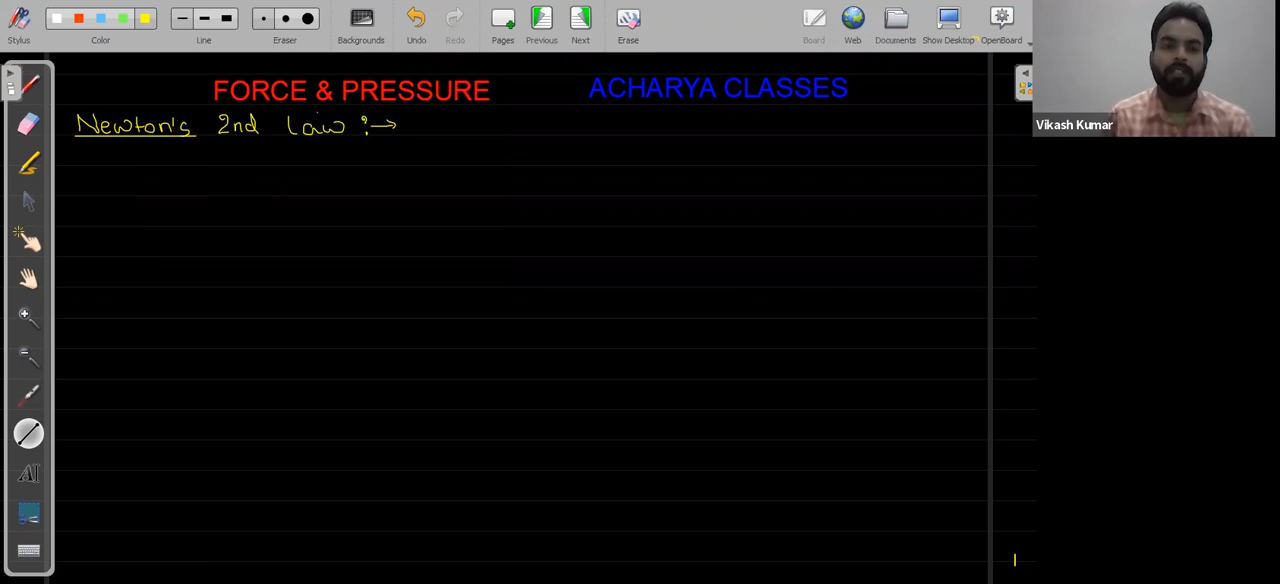 Stylus Color Line Eraser Backgrounds Undo Redo Pages Previous Next Erase Board Web Documents Show Desktop OpenBoard
FORCE & PRESSURE ACHARYA CLASSES
Newton's 2nd Law :→
Vikash Kumar
AI